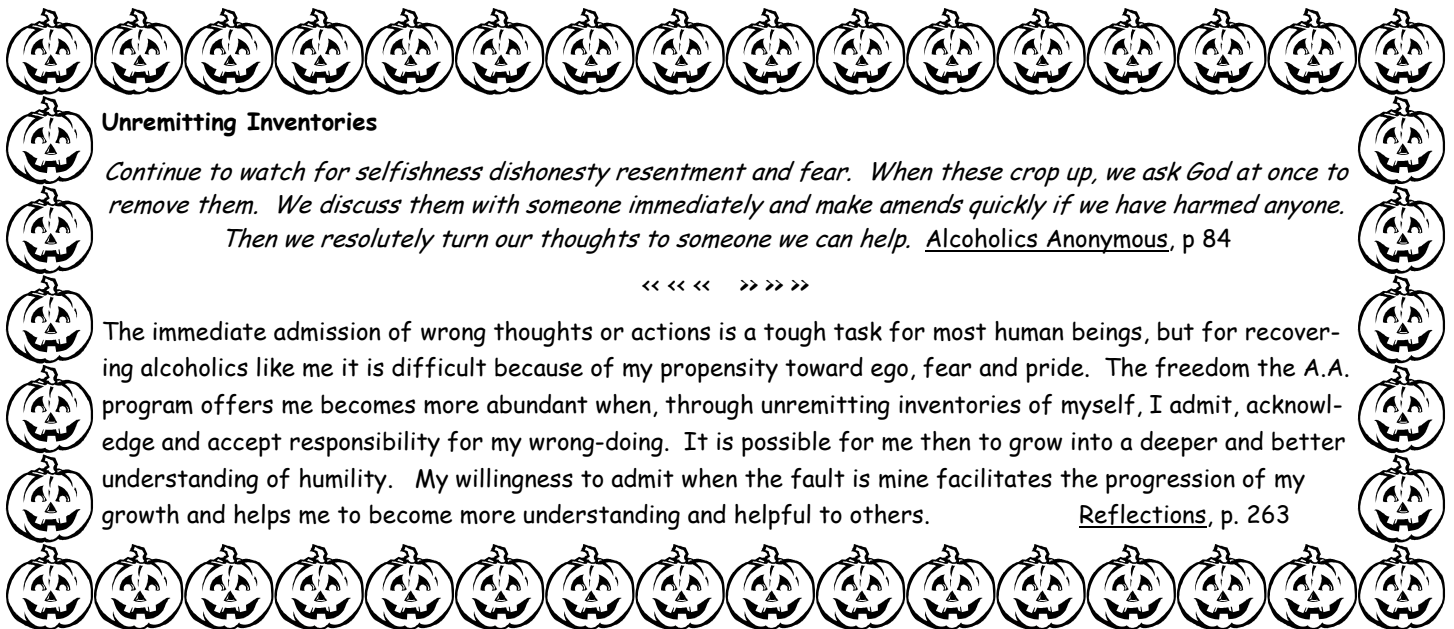 Unremitting Inventories
Continue to watch for selfishness dishonesty resentment and fear.  When these crop up, we ask God at once to
remove them.  We discuss them with someone immediately and make amends quickly if we have harmed anyone.
Then we resolutely turn our thoughts to someone we can help.  Alcoholics Anonymous, p 84
<< << <<    >> >> >>
The immediate admission of wrong thoughts or actions is a tough task for most human beings, but for recover-
ing alcoholics like me it is difficult because of my propensity toward ego, fear and pride.  The freedom the A.A.
program offers me becomes more abundant when, through unremitting inventories of myself, I admit, acknowl-
edge and accept responsibility for my wrong-doing.  It is possible for me then to grow into a deeper and better
understanding of humility.   My willingness to admit when the fault is mine facilitates the progression of my
growth and helps me to become more understanding and helpful to others.    Reflections, p. 263